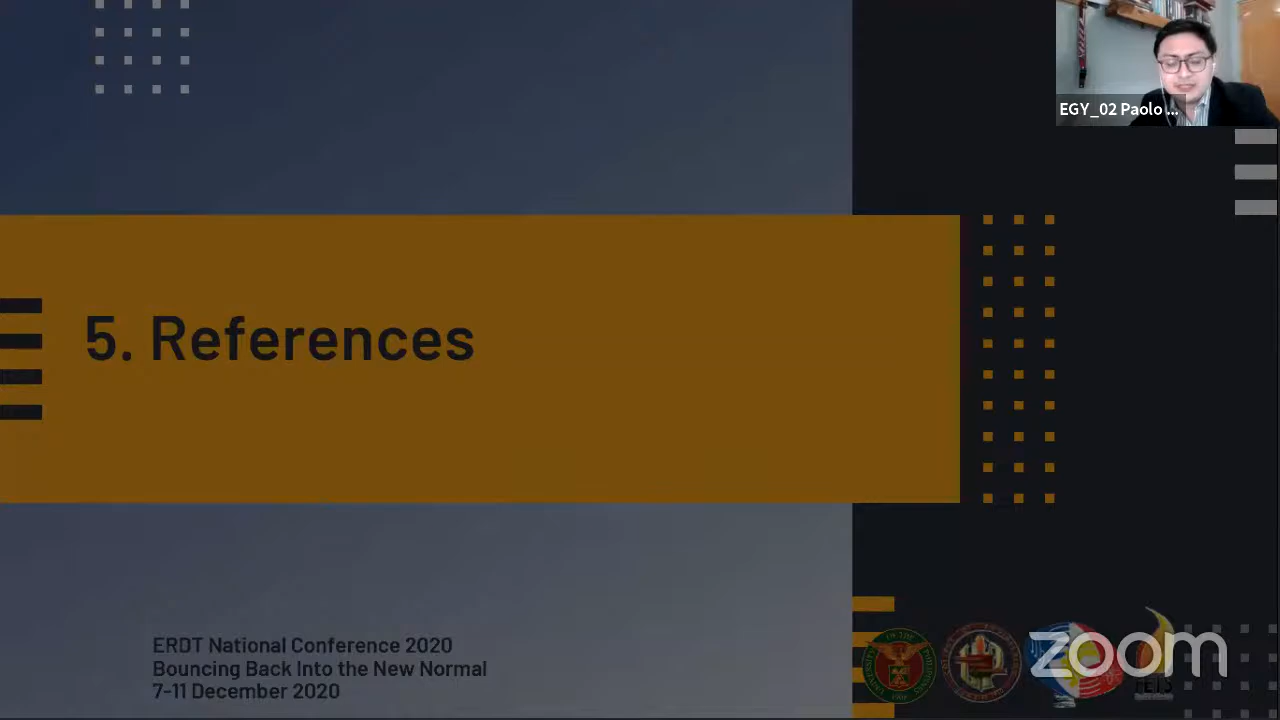 EGY_02 Paolo ...
5. References
ERDT National Conference 2020
Bouncing Back Into the New Normal
7-11 December 2020
zoom